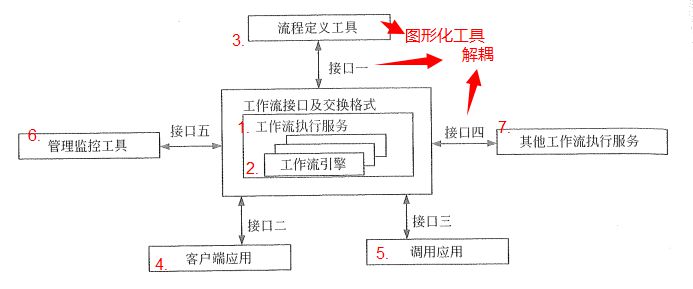 3. 流程定义工具
图形化工具
解耦
接口一
工作流接口及交换格式
1. 工作流执行服务
2. 工作流引擎
6. 管理监控工具
接口五
接口四
7. 其他工作流执行服务
接口二
接口三
4. 客户端应用
5. 调用应用